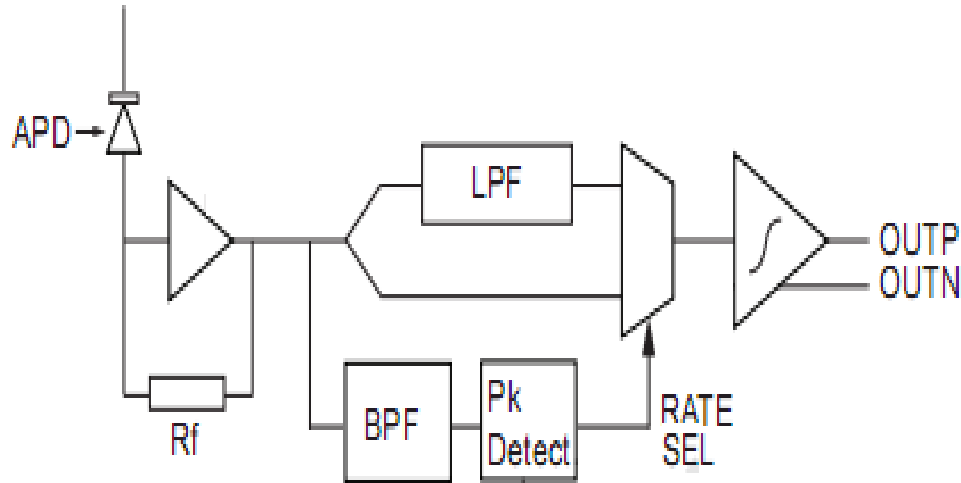 APD
LPF
OUTP
OUTN
Rf
BPF
Pk
Detect
RATE
SEL